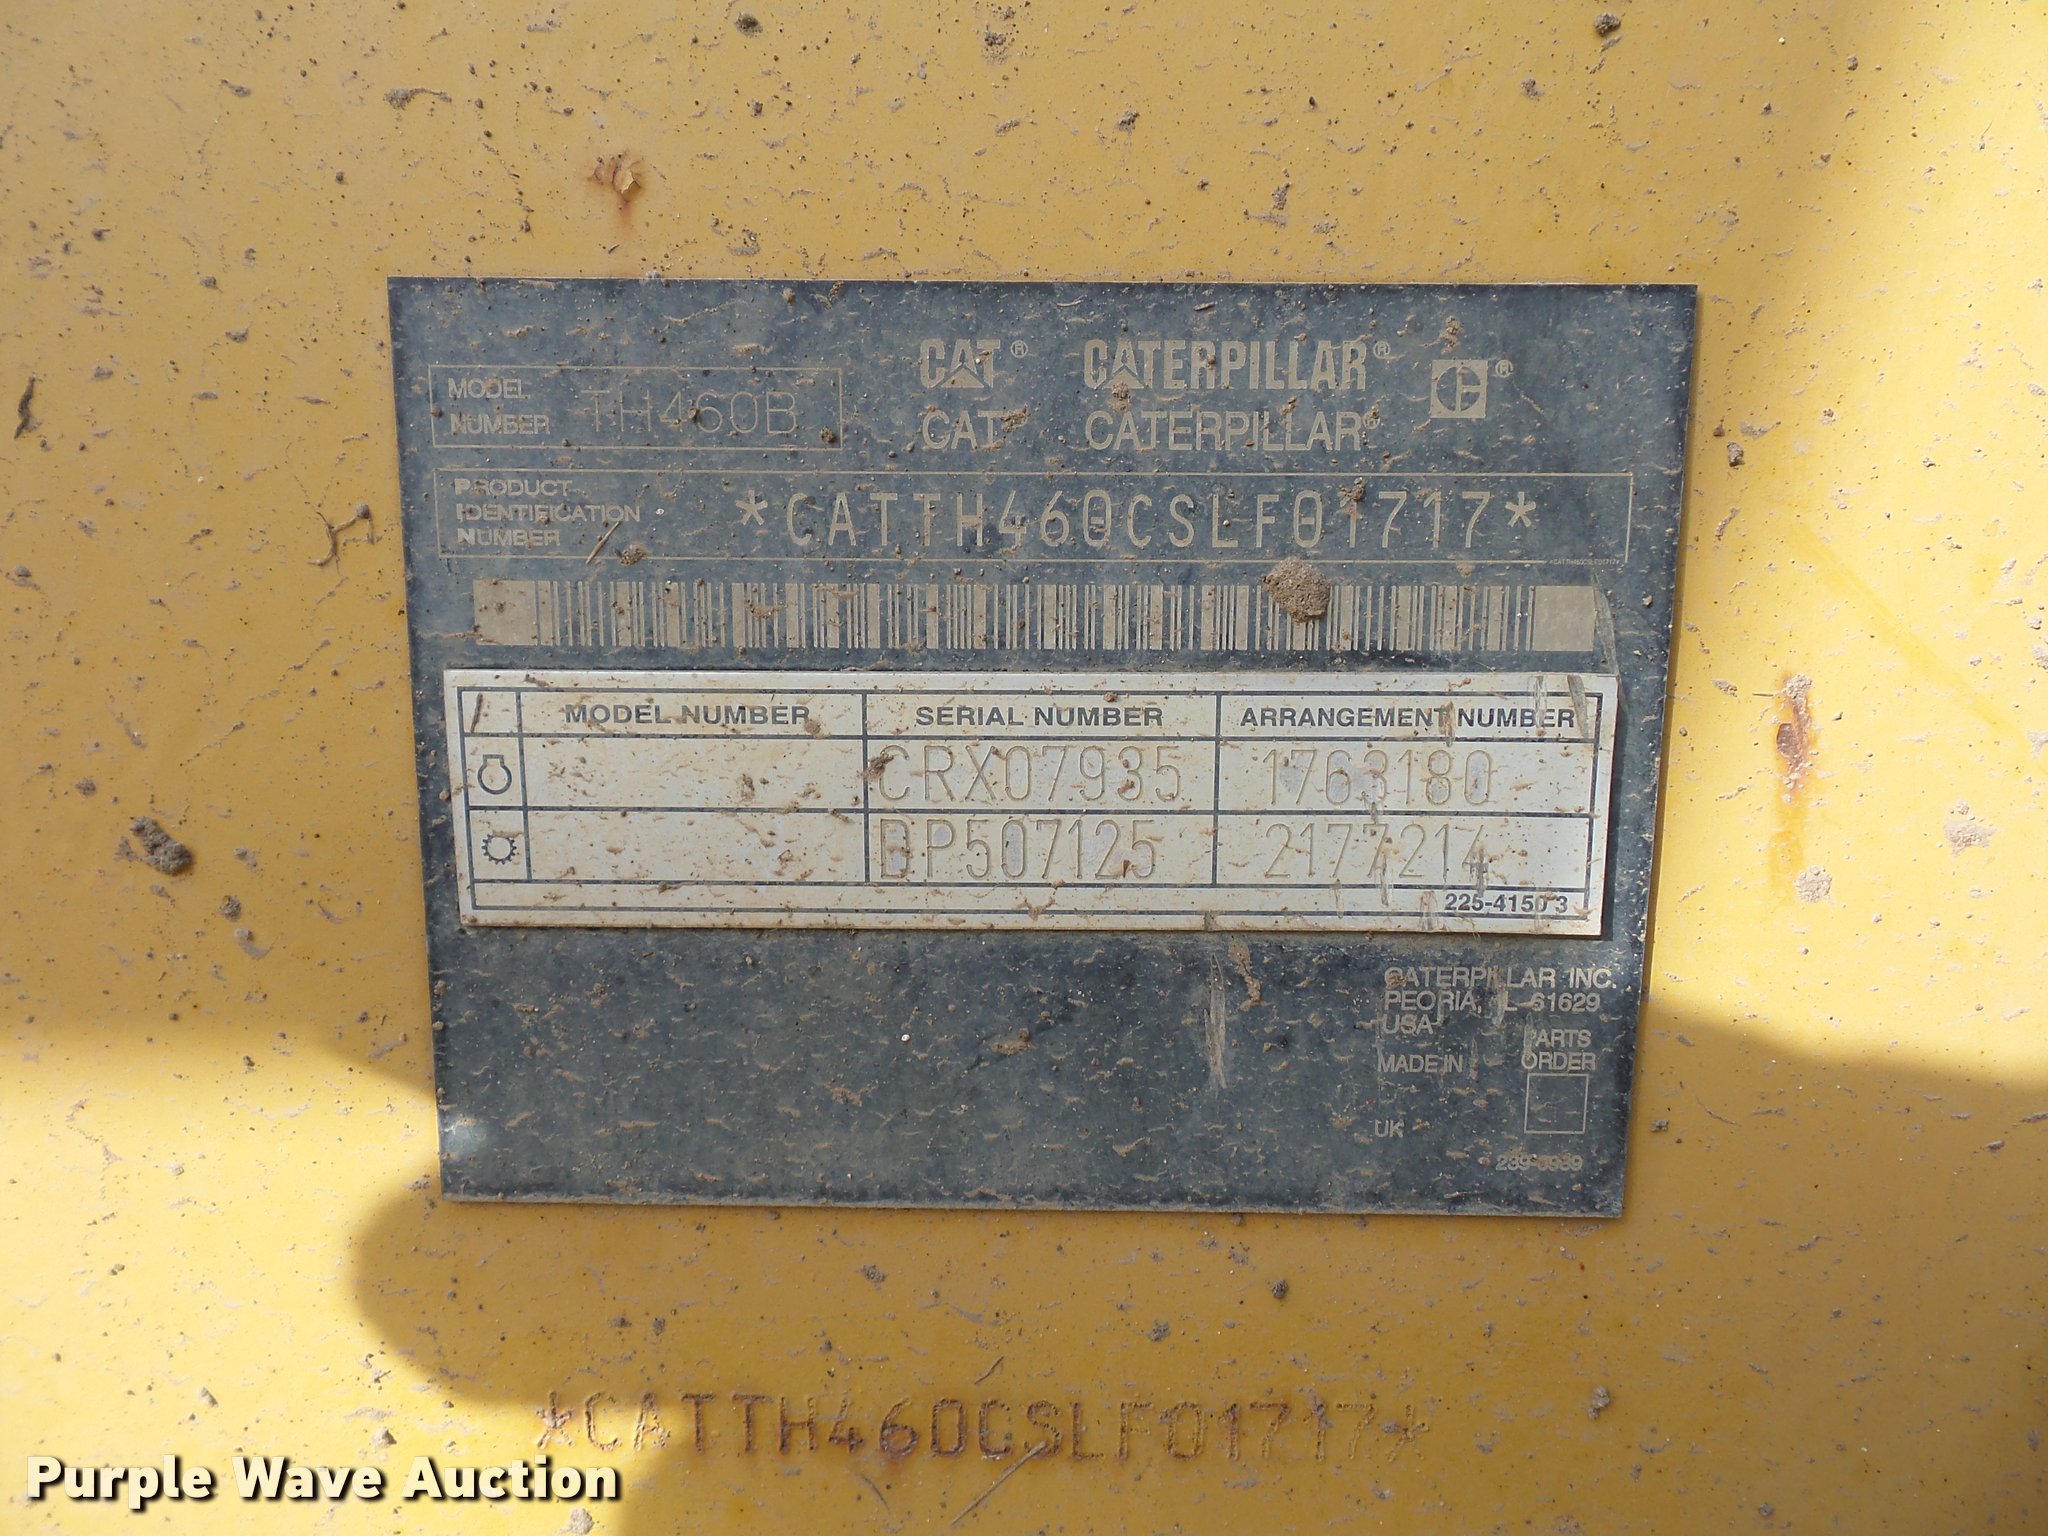 CAT® CATERPILLAR® ®
MODEL NUMBER TH460B
CAT® CATERPILLAR®
PRODUCT IDENTIFICATION NUMBER *CATTH460CSLF01717*
*CATTH460CSLF01717*
MODEL NUMBER SERIAL NUMBER ARRANGEMENT NUMBER
CRX07935 1763180
DP507125 2177214
225-4150 3
CATERPILLAR INC.
PEORIA, IL 61629
USA
PARTS
MADE IN ORDER
UK
*CATTH460CSLF01717*
Purple Wave Auction